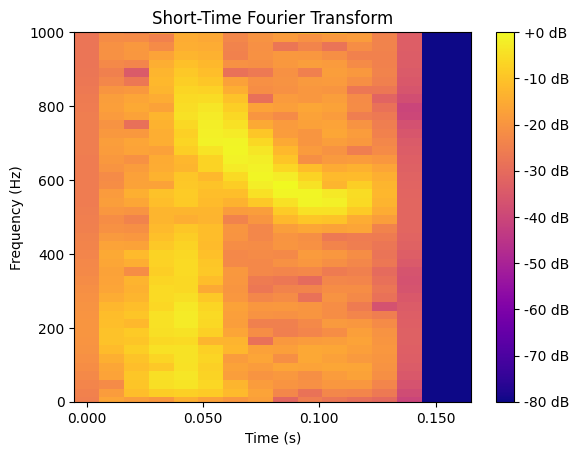 Short-Time Fourier Transform
1000
800
600
400
200
0
Frequency (Hz)
0.000
0.050
0.100
0.150
Time (s)
+0 dB
-10 dB
-20 dB
-30 dB
-40 dB
-50 dB
-60 dB
-70 dB
-80 dB